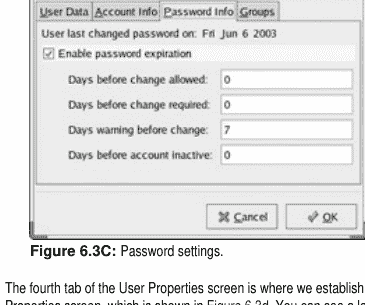 User Data Account Info Password Info Groups
User last changed password on: Fri Jun 6 2003
Enable password expiration
Days before change allowed: 0
Days before change required: 0
Days warning before change: 7
Days before account inactive: 0
Cancel OK
Figure 6.3C: Password settings.
The fourth tab of the User Properties screen is where we establish
Properties screen, which is shown in Figure 6.3d. You can see a